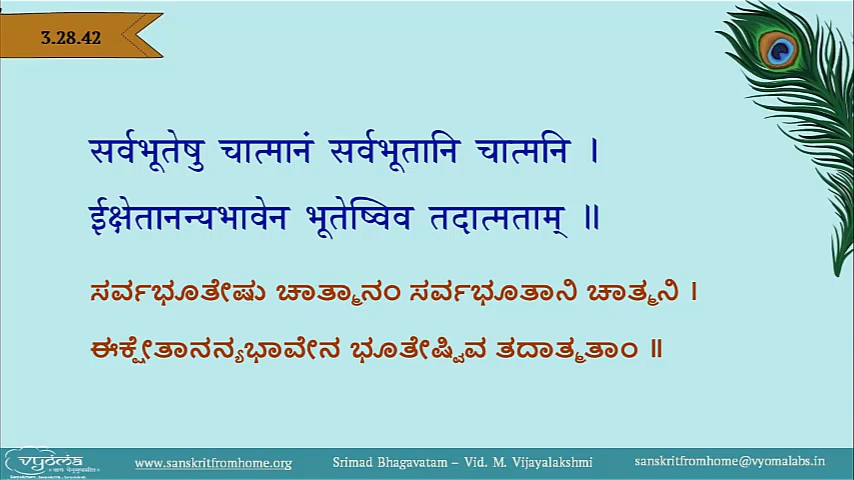 3.28.42
सर्वभूतेषु चात्मानं सर्वभूतानि चात्मनि ।
ईक्षेतानन्यभावेन भूतेष्विव तदात्मताम् ॥
ಸರ್ವಭೂತೇಷು ಚಾತ್ಮಾನಂ ಸರ್ವಭೂತಾನಿ ಚಾತ್ಮನಿ ।
ಈಕ್ಷೇತಾನನ್ಯಭಾವೇನ ಭೂತೇಷ್ವಿವ ತದಾತ್ಮತಾಂ ॥
vyoma
www.sanskritfromhome.org Srimad Bhagavatam – Vid. M. Vijayalakshmi sanskritfromhome@vyomalabs.in